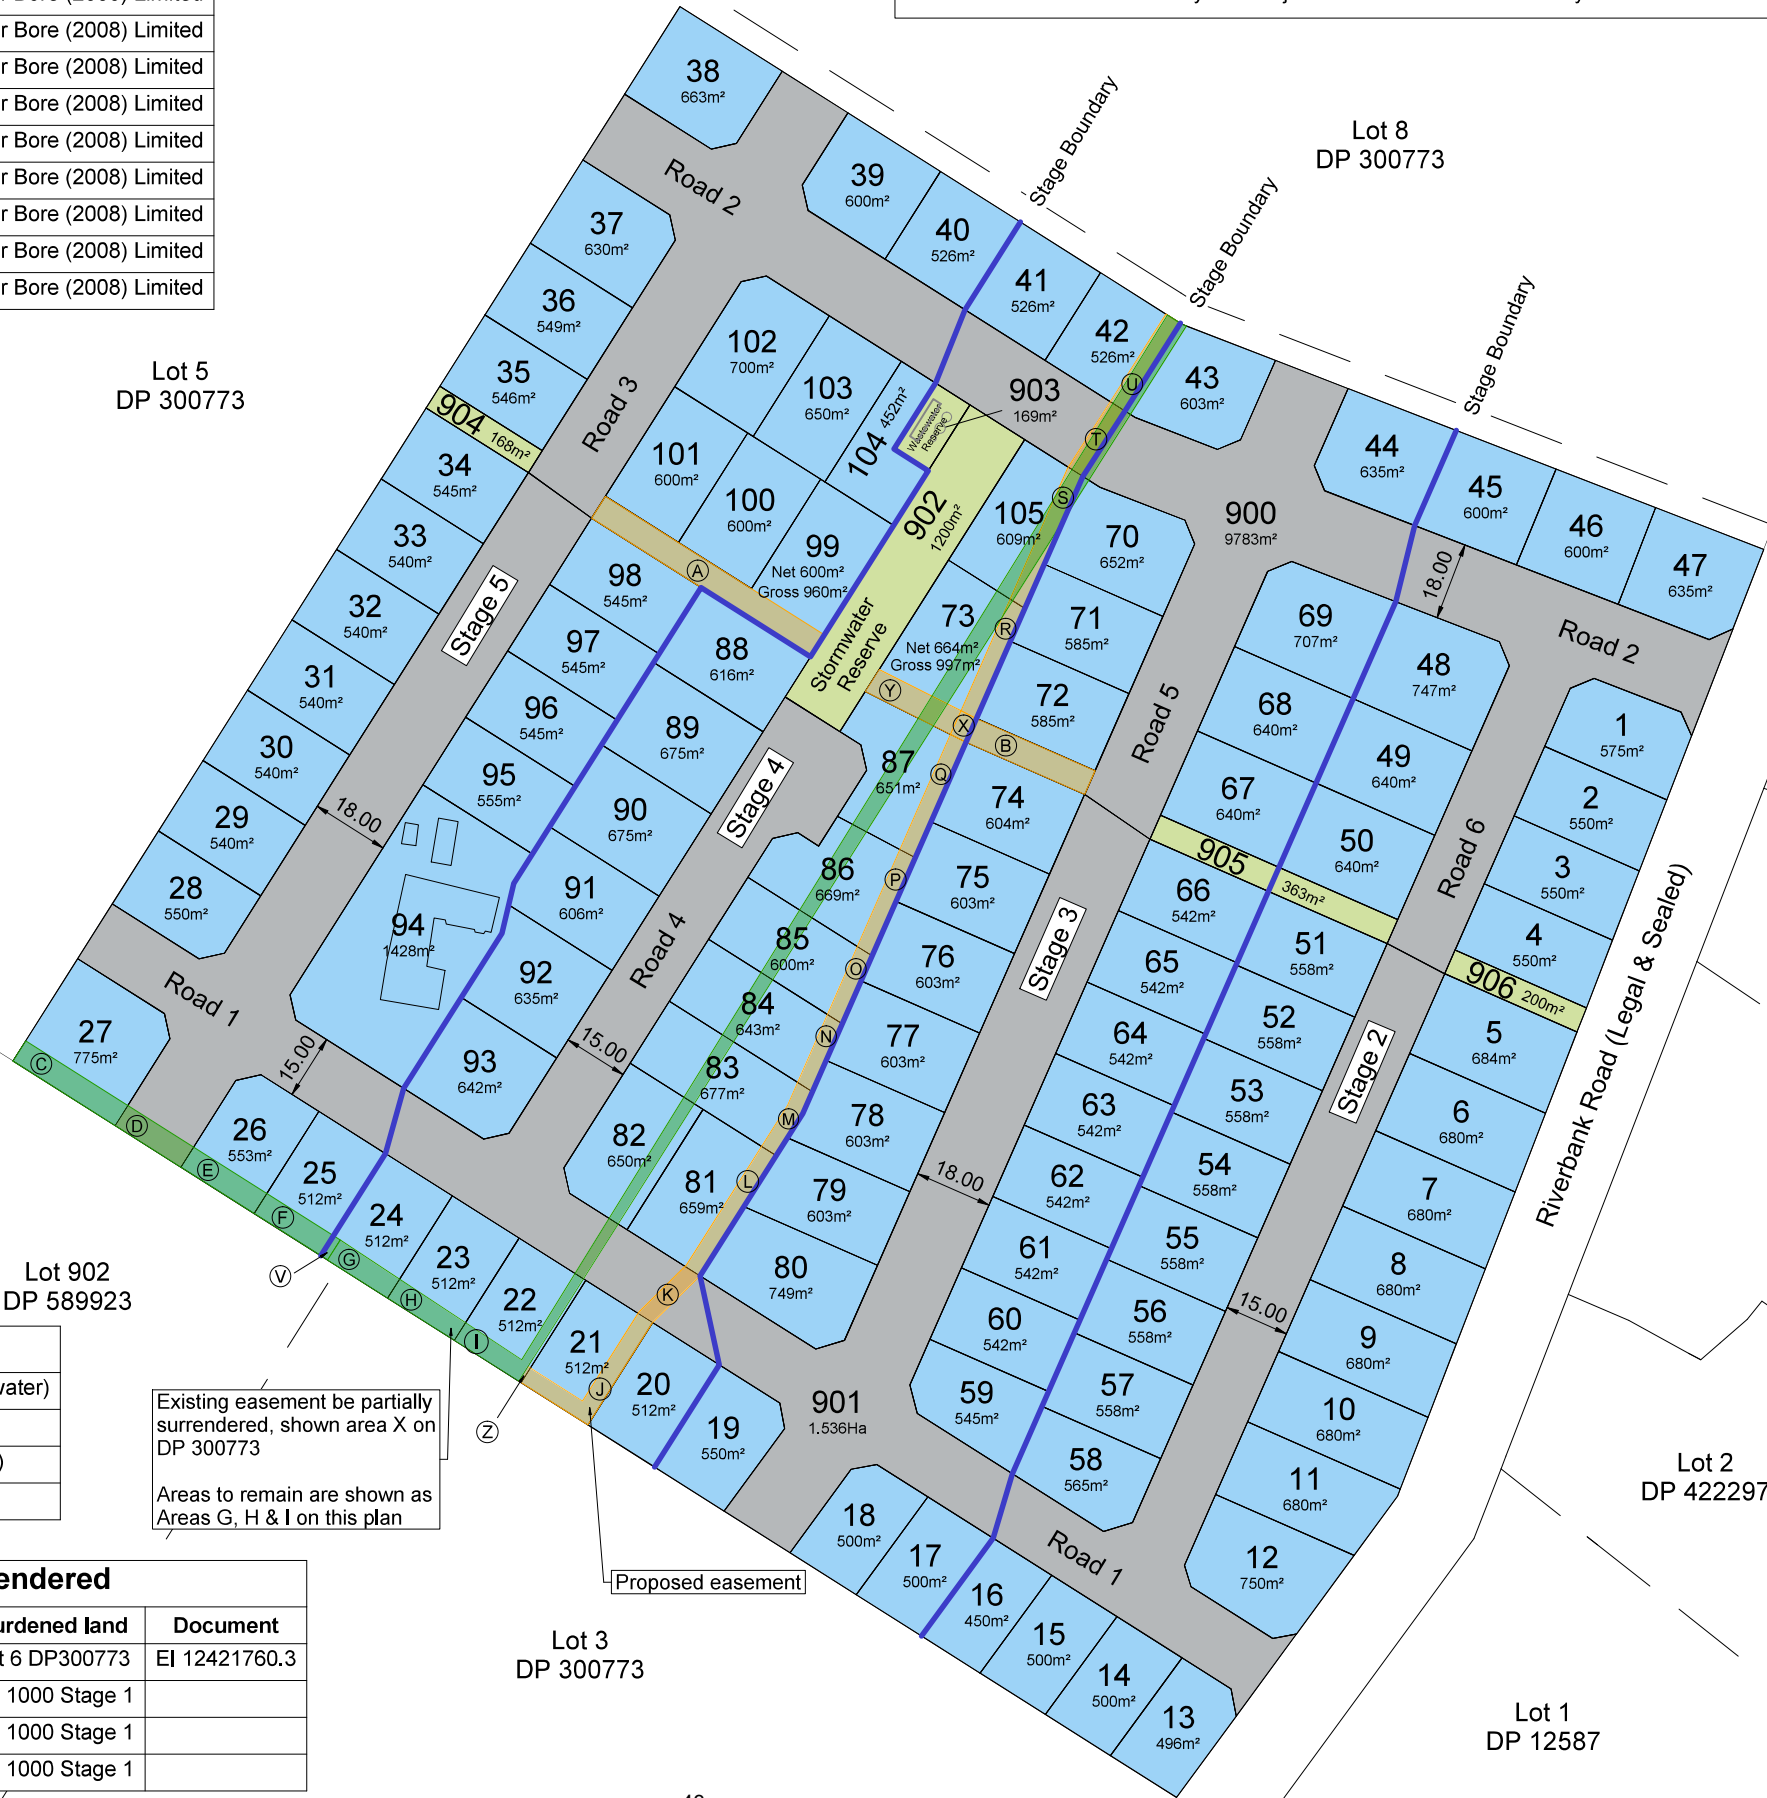 r Bore (2008) Limited
r Bore (2008) Limited
r Bore (2008) Limited
r Bore (2008) Limited
r Bore (2008) Limited
r Bore (2008) Limited
r Bore (2008) Limited
r Bore (2008) Limited
Lot 5
DP 300773
Lot 8
DP 300773
Stage Boundary
Stage Boundary
Stage Boundary
38
663m²
39
600m²
40
526m²
41
526m²
42
526m²
43
603m²
44
635m²
45
600m²
46
600m²
47
635m²
Road 2
Road 2
37
630m²
36
549m²
35
546m²
904 168m²
34
545m²
33
540m²
32
540m²
31
540m²
30
540m²
29
540m²
28
550m²
Road 3
Stage 5
18.00
102
700m²
103
650m²
104 452m²
101
600m²
100
600m²
99
Net 600m²
Gross 960m²
903
169m²
Wastewater
Reserve
902
1200m²
Stormwater
Reserve
105
609m²
U
T
S
R
A
Y
X
B
Q
P
O
N
M
L
K
J
98
545m²
97
545m²
96
545m²
95
555m²
94
1428m²
88
616m²
89
675m²
90
675m²
91
606m²
92
635m²
93
642m²
Stage 4
Road 4
15.00
73
Net 664m²
Gross 997m²
87
651m²
86
669m²
85
600m²
84
643m²
83
677m²
82
650m²
81
659m²
70
652m²
71
585m²
72
585m²
74
604m²
75
603m²
76
603m²
77
603m²
78
603m²
79
603m²
80
749m²
900
9783m²
Road 5
Stage 3
18.00
69
707m²
68
640m²
67
640m²
905 363m²
66
542m²
65
542m²
64
542m²
63
542m²
62
542m²
61
542m²
60
542m²
59
545m²
18.00
48
747m²
49
640m²
50
640m²
51
558m²
52
558m²
53
558m²
54
558m²
55
558m²
56
558m²
57
558m²
58
565m²
Road 6
Stage 2
15.00
1
575m²
2
550m²
3
550m²
4
550m²
906 200m²
5
684m²
6
680m²
7
680m²
8
680m²
9
680m²
10
680m²
11
680m²
12
750m²
Riverbank Road (Legal & Sealed)
Road 1
15.00
27
775m²
26
553m²
25
512m²
24
512m²
23
512m²
22
512m²
21
512m²
20
512m²
19
550m²
901
1.536Ha
18
500m²
17
500m²
16
450m²
15
500m²
14
500m²
13
496m²
Road 1
C
D
E
F
G
H
I
V
Z
Lot 902
DP 589923
Existing easement be partially
surrendered, shown area X on
DP 300773
Areas to remain are shown as
Areas G, H & I on this plan
Proposed easement
Lot 3
DP 300773
Lot 2
DP 422297
Lot 1
DP 12587
ater)
)
endered
urdened land Document
t 6 DP300773 EI 12421760.3
1000 Stage 1
1000 Stage 1
1000 Stage 1